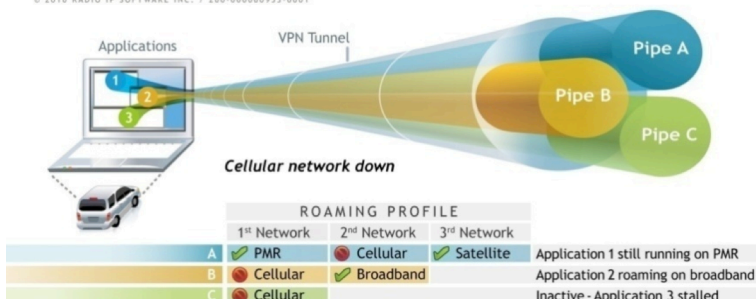 Applications
VPN Tunnel
1
2
3
Pipe A
Pipe B
Pipe C
Cellular network down
ROAMING PROFILE
1st Network 2nd Network 3rd Network
A PMR Cellular Satellite Application 1 still running on PMR
B Cellular Broadband Application 2 roaming on broadband
C Cellular Inactive - Application 3 stalled